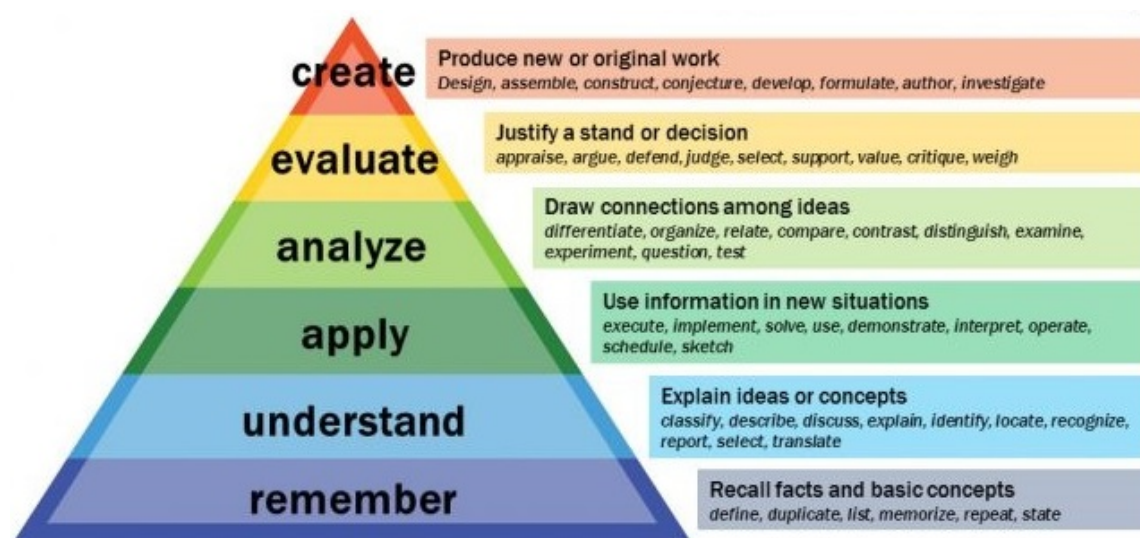 create
Produce new or original work
Design, assemble, construct, conjecture, develop, formulate, author, investigate
evaluate
Justify a stand or decision
appraise, argue, defend, judge, select, support, value, critique, weigh
analyze
Draw connections among ideas
differentiate, organize, relate, compare, contrast, distinguish, examine,
experiment, question, test
apply
Use information in new situations
execute, implement, solve, use, demonstrate, interpret, operate,
schedule, sketch
understand
Explain ideas or concepts
classify, describe, discuss, explain, identify, locate, recognize,
report, select, translate
remember
Recall facts and basic concepts
define, duplicate, list, memorize, repeat, state